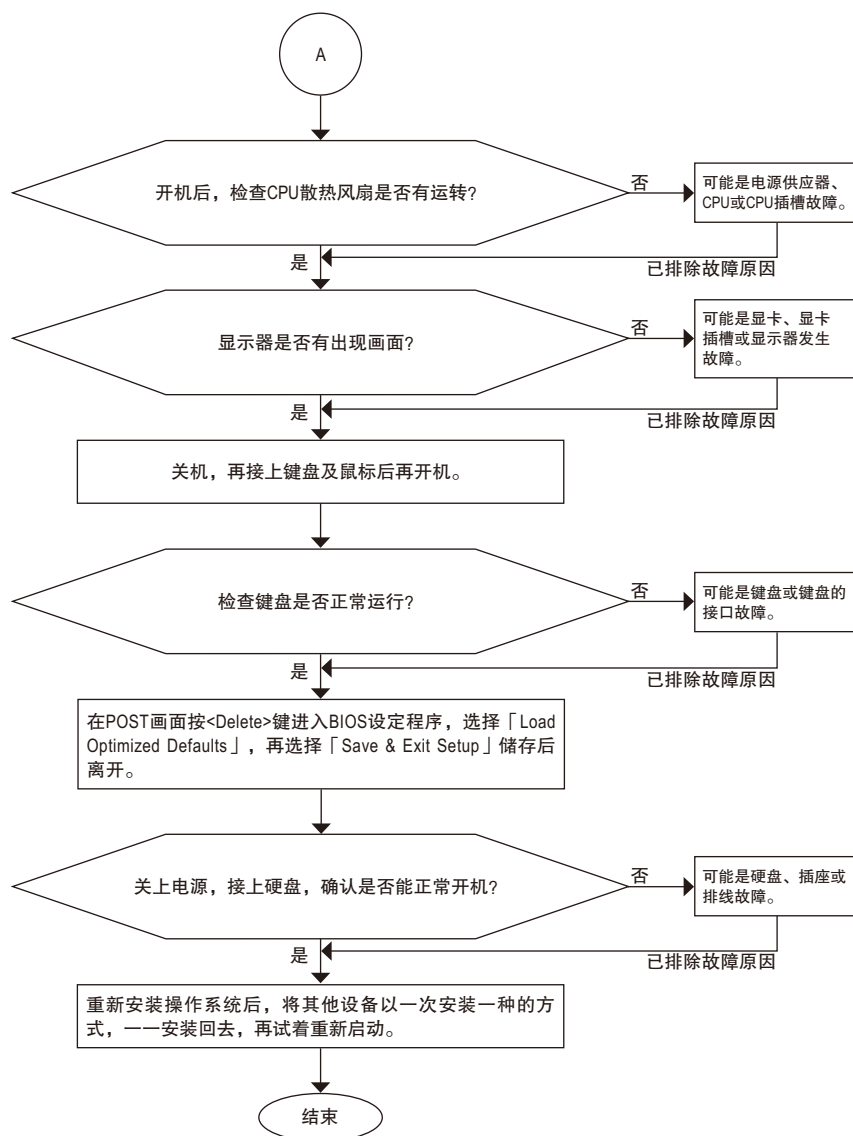 A
开机后，检查CPU散热风扇是否有运转?
否
可能是电源供应器、
CPU或CPU插槽故障。
是
已排除故障原因
显示器是否有出现画面?
否
可能是显卡、显卡
插槽或显示器发生
故障。
是
已排除故障原因
关机，再接上键盘及鼠标后再开机。
检查键盘是否正常运行?
否
可能是键盘或键盘的
接口故障。
是
已排除故障原因
在POST画面按<Delete>键进入BIOS设定程序，选择「Load
Optimized Defaults」，再选择「Save & Exit Setup」储存后
离开。
关上电源，接上硬盘，确认是否能正常开机?
否
可能是硬盘、插座或
排线故障。
是
已排除故障原因
重新安装操作系统后，将其他设备以一次安装一种的方
式，一一安装回去，再试着重新启动。
结束